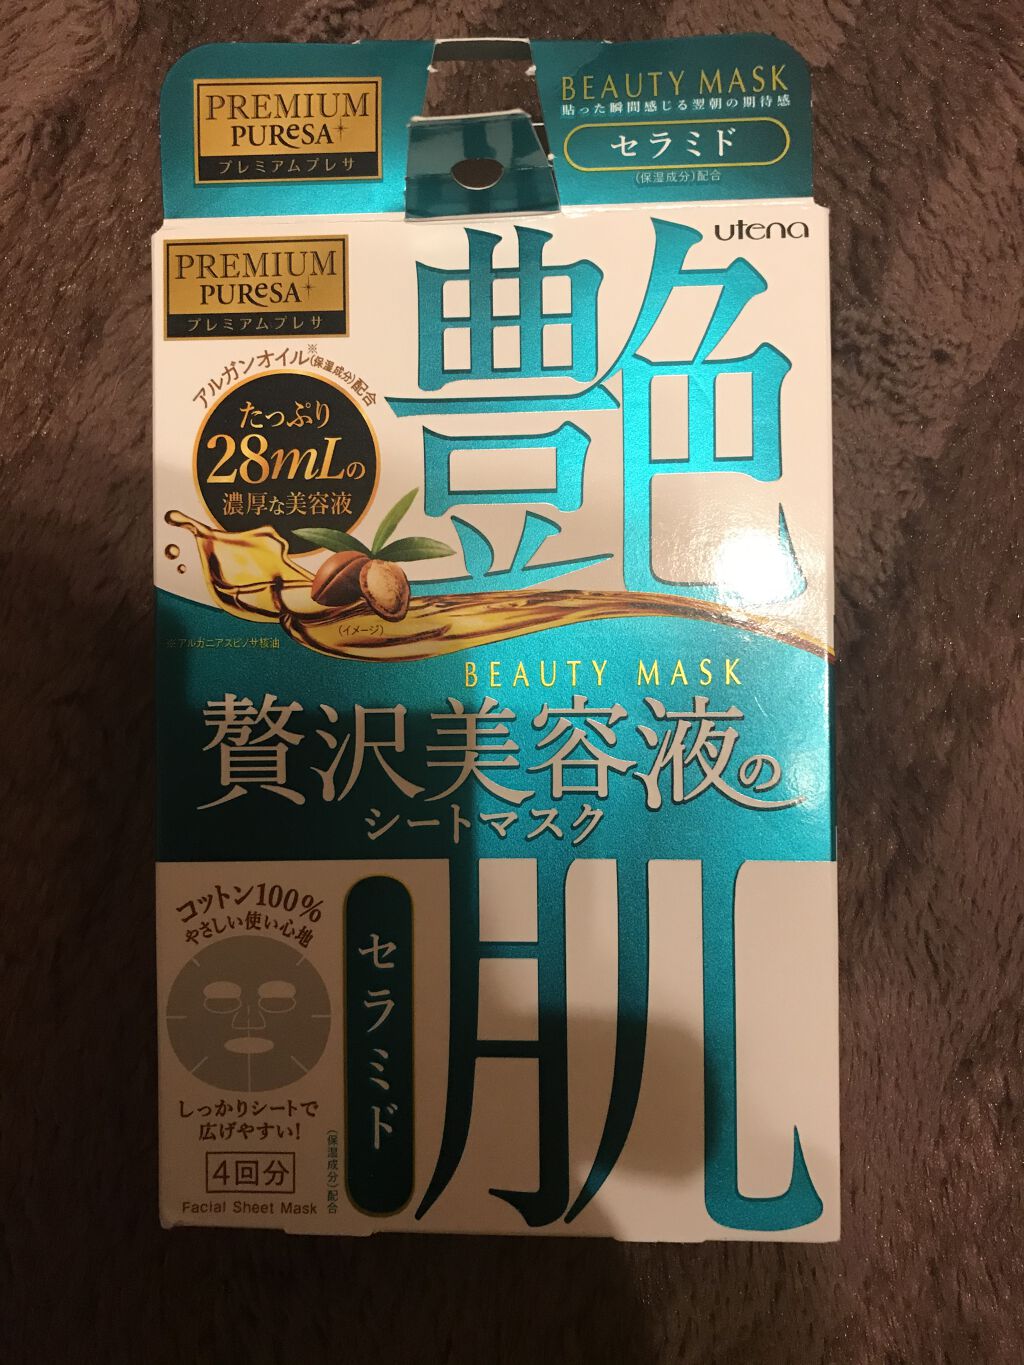 PREMIUM
PUReSA
プレミアムプレサ
BEAUTY MASK
貼った瞬間感じる翌朝の期待感
セラミド
(保湿成分)配合
utena
PREMIUM
PUReSA
プレミアムプレサ
アルガンオイル※(保湿成分)配合
たっぷり
28mLの
濃厚な美容液
艶
(イメージ)
※アルガニアスピノサ核油
BEAUTY MASK
贅沢美容液の
シートマスク
肌
コットン100%
やさしい使い心地
しっかりシートで
広げやすい!
4回分
Facial Sheet Mask
セラミド
(保湿成分)配合